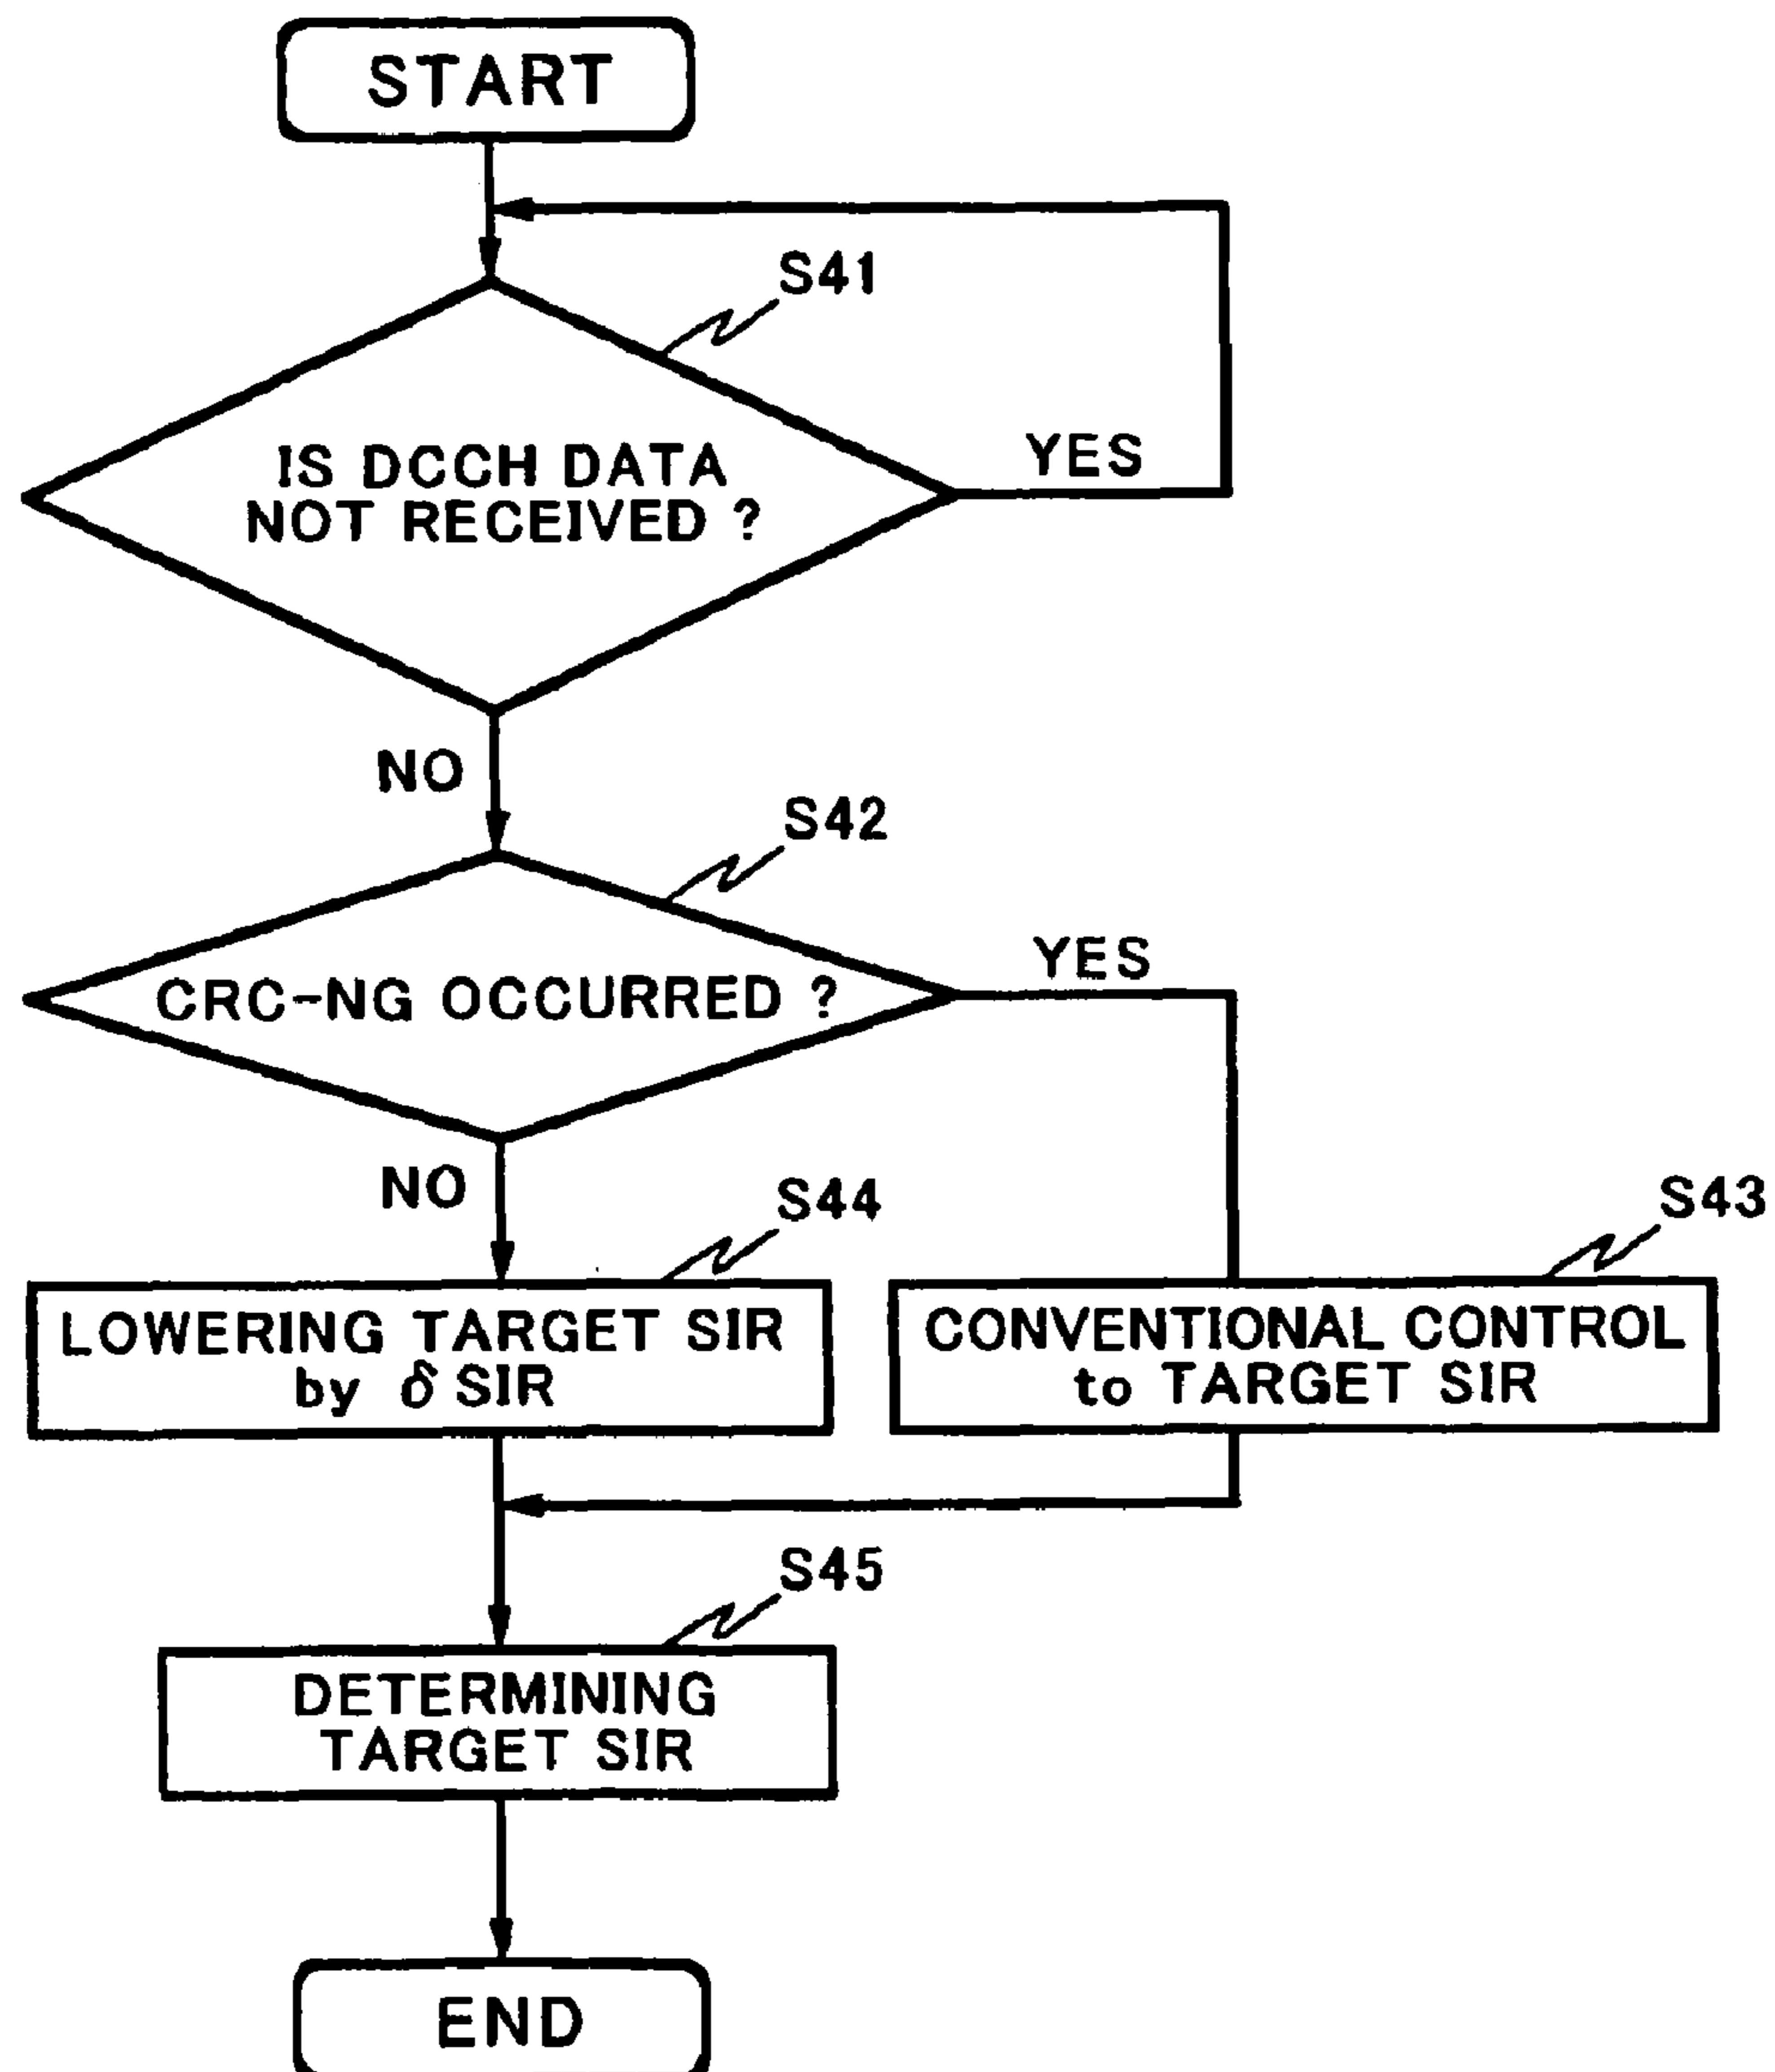 START
S41
IS DCCH DATA
NOT RECEIVED ?
YES
NO
S42
CRC-NG OCCURRED ?
YES
NO
S44
S43
LOWERING TARGET SIR
by δ SIR
CONVENTIONAL CONTROL
to TARGET SIR
S45
DETERMINING
TARGET SIR
END